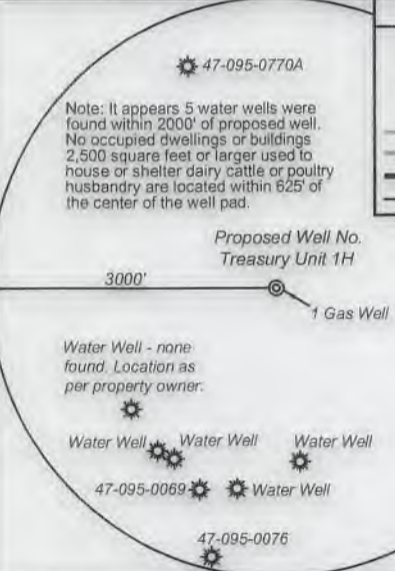 47-095-0770A
Note: It appears 5 water wells were
found within 2000' of proposed well.
No occupied dwellings or buildings
2,500 square feet or larger used to
house or shelter dairy cattle or poultry
husbandry are located within 625' of
the center of the well pad.
Proposed Well No.
Treasury Unit 1H
3000'
1 Gas Well
Water Well - none
found. Location as
per property owner.
Water Well
Water Well
Water Well
47-095-0069
Water Well
47-095-0076